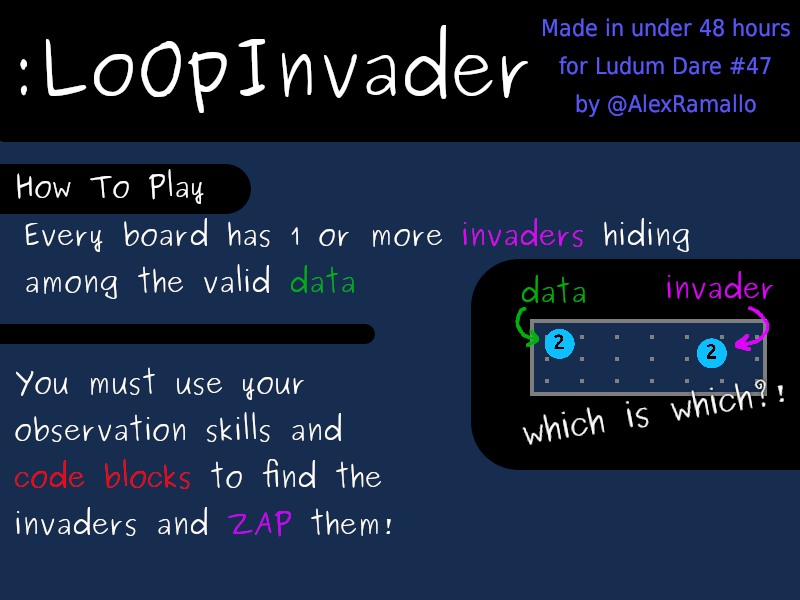 :LoOpInvader
Made in under 48 hours
for Ludum Dare #47
by @AlexRamallo
How To Play
Every board has 1 or more invaders hiding
among the valid data
data
invader
2
2
which is which?!
You must use your
observation skills and
code blocks to find the
invaders and ZAP them!